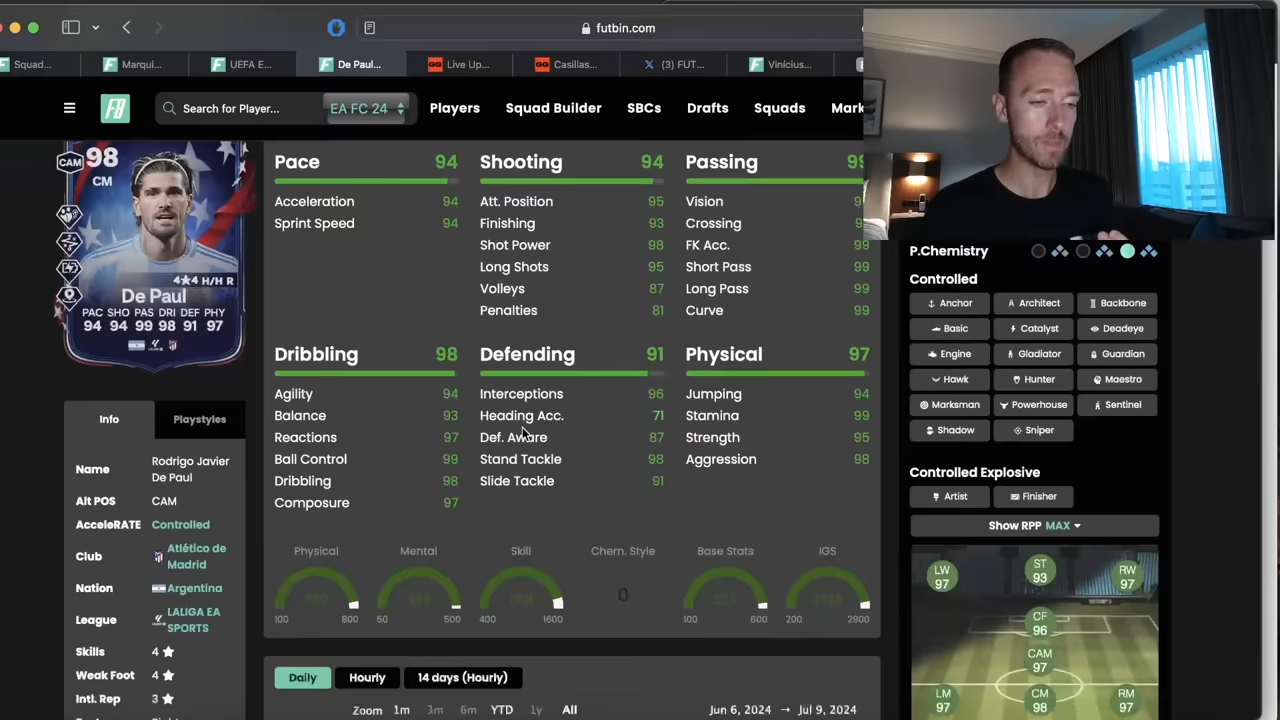 futbin.com
Squad...
Marqui...
UEFA E...
De Paul...
GG Live Up...
GG Casillas...
X (3) FUT...
Vinícius...
F8
Search for Player...
EA FC 24
Players
Squad Builder
SBCs
Drafts
Squads
Mark
CAM
98
CM
4★4 H/H R
De Paul
PAC SHO PAS DRI DEF PHY
94 94 99 98 91 97
Pace 94
Acceleration 94
Sprint Speed 94
Shooting 94
Att. Position 95
Finishing 93
Shot Power 98
Long Shots 95
Volleys 87
Penalties 81
Passing
Vision
Crossing
FK Acc. 99
Short Pass 99
Long Pass 99
Curve 99
Dribbling 98
Agility 94
Balance 93
Reactions 97
Ball Control 99
Dribbling 98
Composure 97
Defending 91
Interceptions 96
Heading Acc. 71
Def. Aware 87
Stand Tackle 98
Slide Tackle 91
Physical 97
Jumping 94
Stamina 99
Strength 95
Aggression 98
Physical
100 800
Mental
50 500
Skill
400 1600
Chem. Style
0
Base Stats
100 600
IGS
200 2900
Daily
Hourly
14 days (Hourly)
Zoom 1m 3m 6m YTD 1y All
Jun 6, 2024 → Jul 9, 2024
Info
Playstyles
Name Rodrigo Javier
De Paul
Alt POS CAM
AcceleRATE Controlled
Club Atlético de
Madrid
Nation Argentina
League LALIGA EA
SPORTS
Skills 4 ★
Weak Foot 4 ★
Intl. Rep 3 ★
P.Chemistry
Controlled
Anchor
Architect
Backbone
Basic
Catalyst
Deadeye
Engine
Gladiator
Guardian
Hawk
Hunter
Maestro
Marksman
Powerhouse
Sentinel
Shadow
Sniper
Controlled Explosive
Artist
Finisher
Show RPP MAX
LW
97
ST
93
RW
97
CF
96
CAM
97
LM
97
CM
98
RM
97